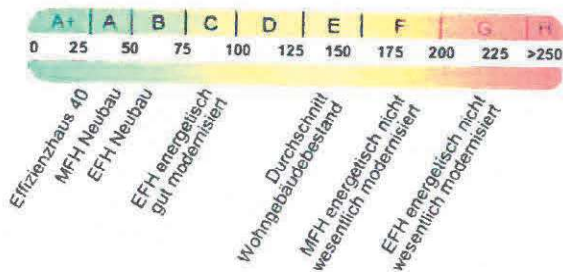 A+ A B C D E F G H
0 25 50 75 100 125 150 175 200 225 >250
Effizienzhaus 40
MFH Neubau
EFH Neubau
EFH energetisch
gut modernisiert
Durchschnitt
Wohngebäudebestand
MFH energetisch nicht
wesentlich modernisiert
EFH energetisch nicht
wesentlich modernisiert